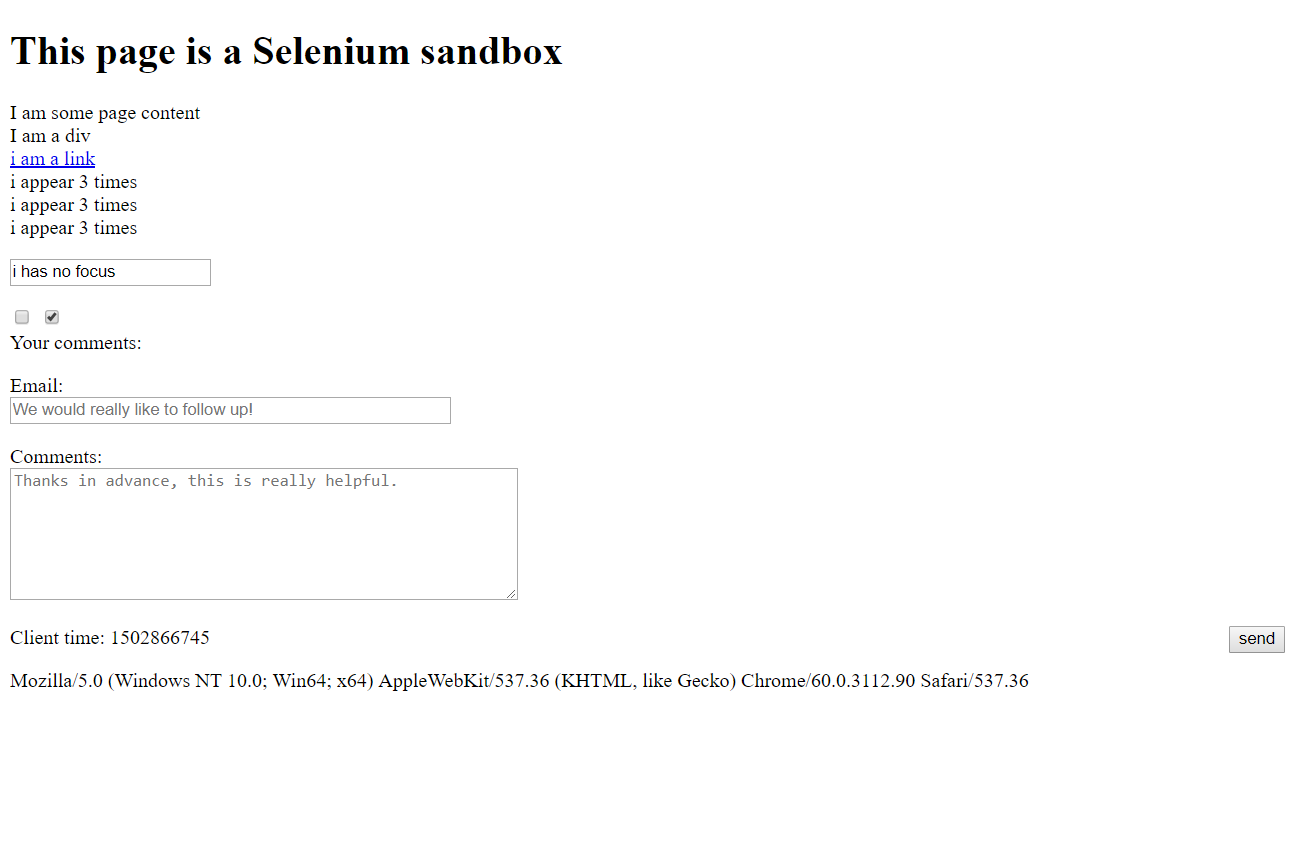 This page is a Selenium sandbox
I am some page content
I am a div
i am a link
i appear 3 times
i appear 3 times
i appear 3 times
i has no focus
Your comments:
Email:
We would really like to follow up!
Comments:
Thanks in advance, this is really helpful.
Client time: 1502866745
send
Mozilla/5.0 (Windows NT 10.0; Win64; x64) AppleWebKit/537.36 (KHTML, like Gecko) Chrome/60.0.3112.90 Safari/537.36